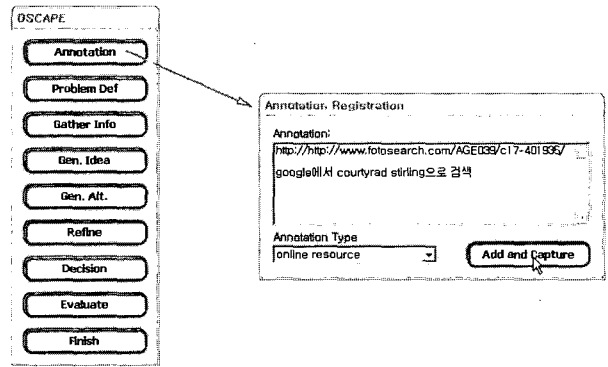 DSCAPE
Annotation
Problem Def
Gather Info
Gen. Idea
Gen. Alt.
Refine
Decision
Evaluate
Finish
Annotation Registration
Annotation:
http://http://www.fotosearch.com/AGE039/c17-401936/
google에서 courtyrad stirling으로 검색
Annotation Type
online resource
Add and Capture